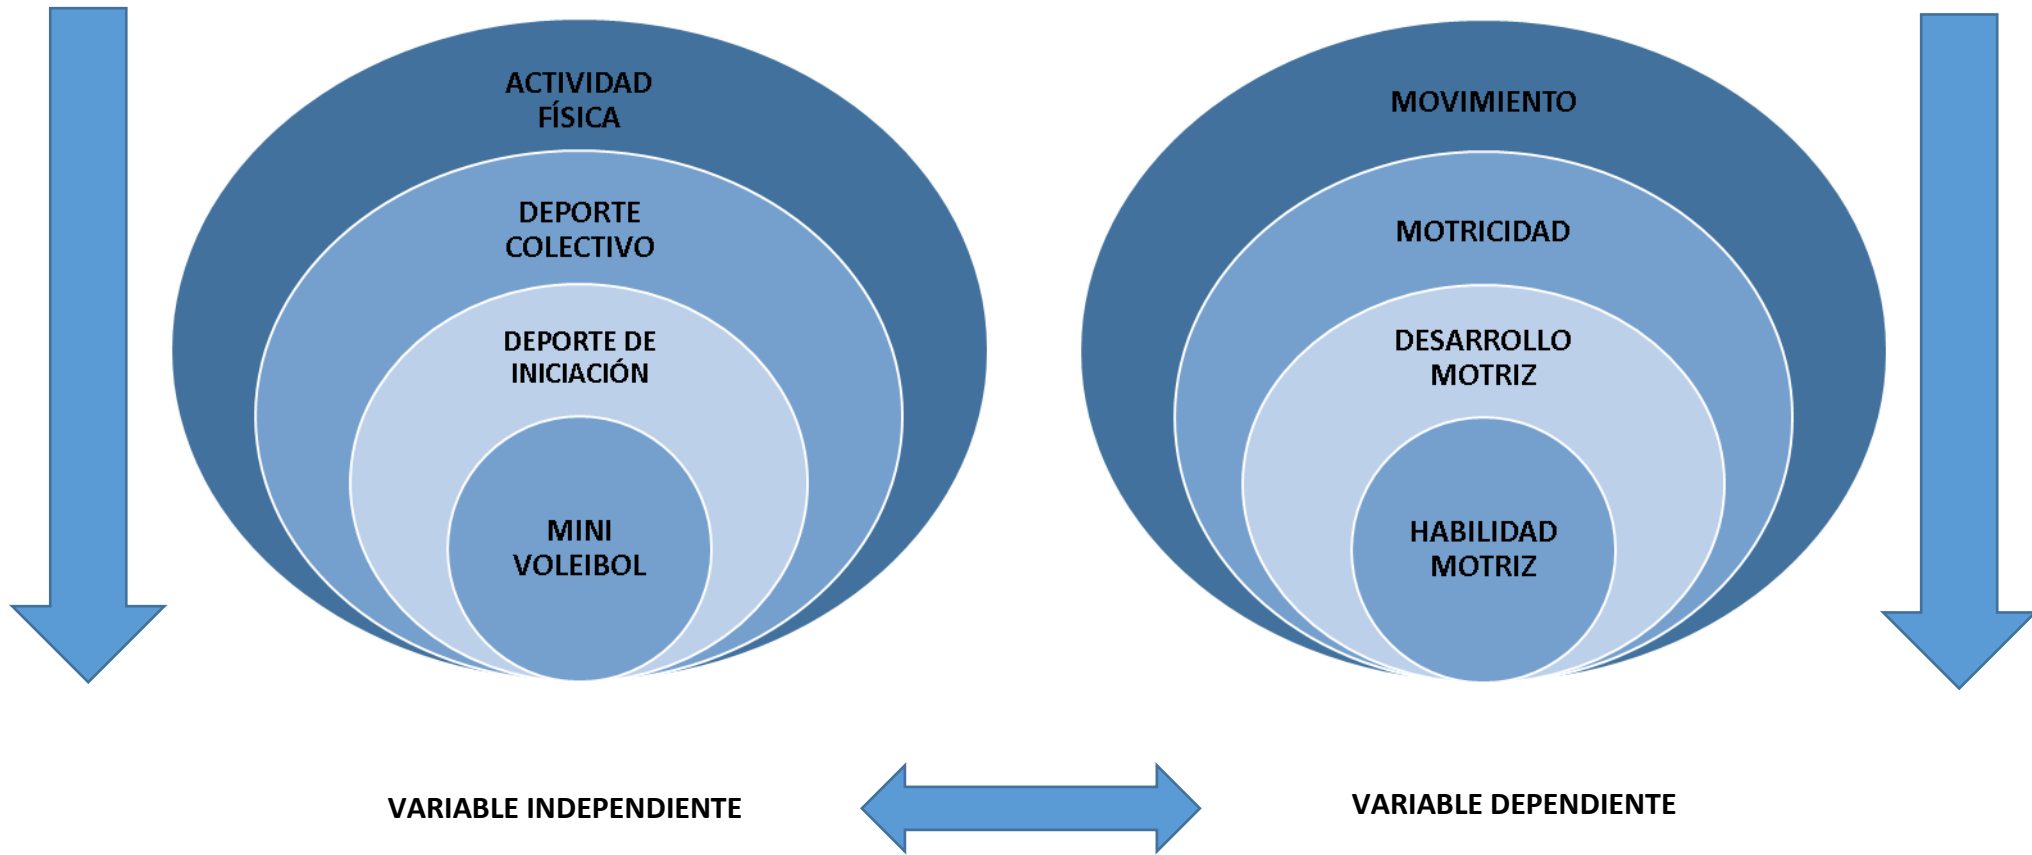 ACTIVIDAD
FÍSICA
DEPORTE
COLECTIVO
DEPORTE DE
INICIACIÓN
MINI
VOLEIBOL
MOVIMIENTO
MOTRICIDAD
DESARROLLO
MOTRIZ
HABILIDAD
MOTRIZ
VARIABLE INDEPENDIENTE
VARIABLE DEPENDIENTE